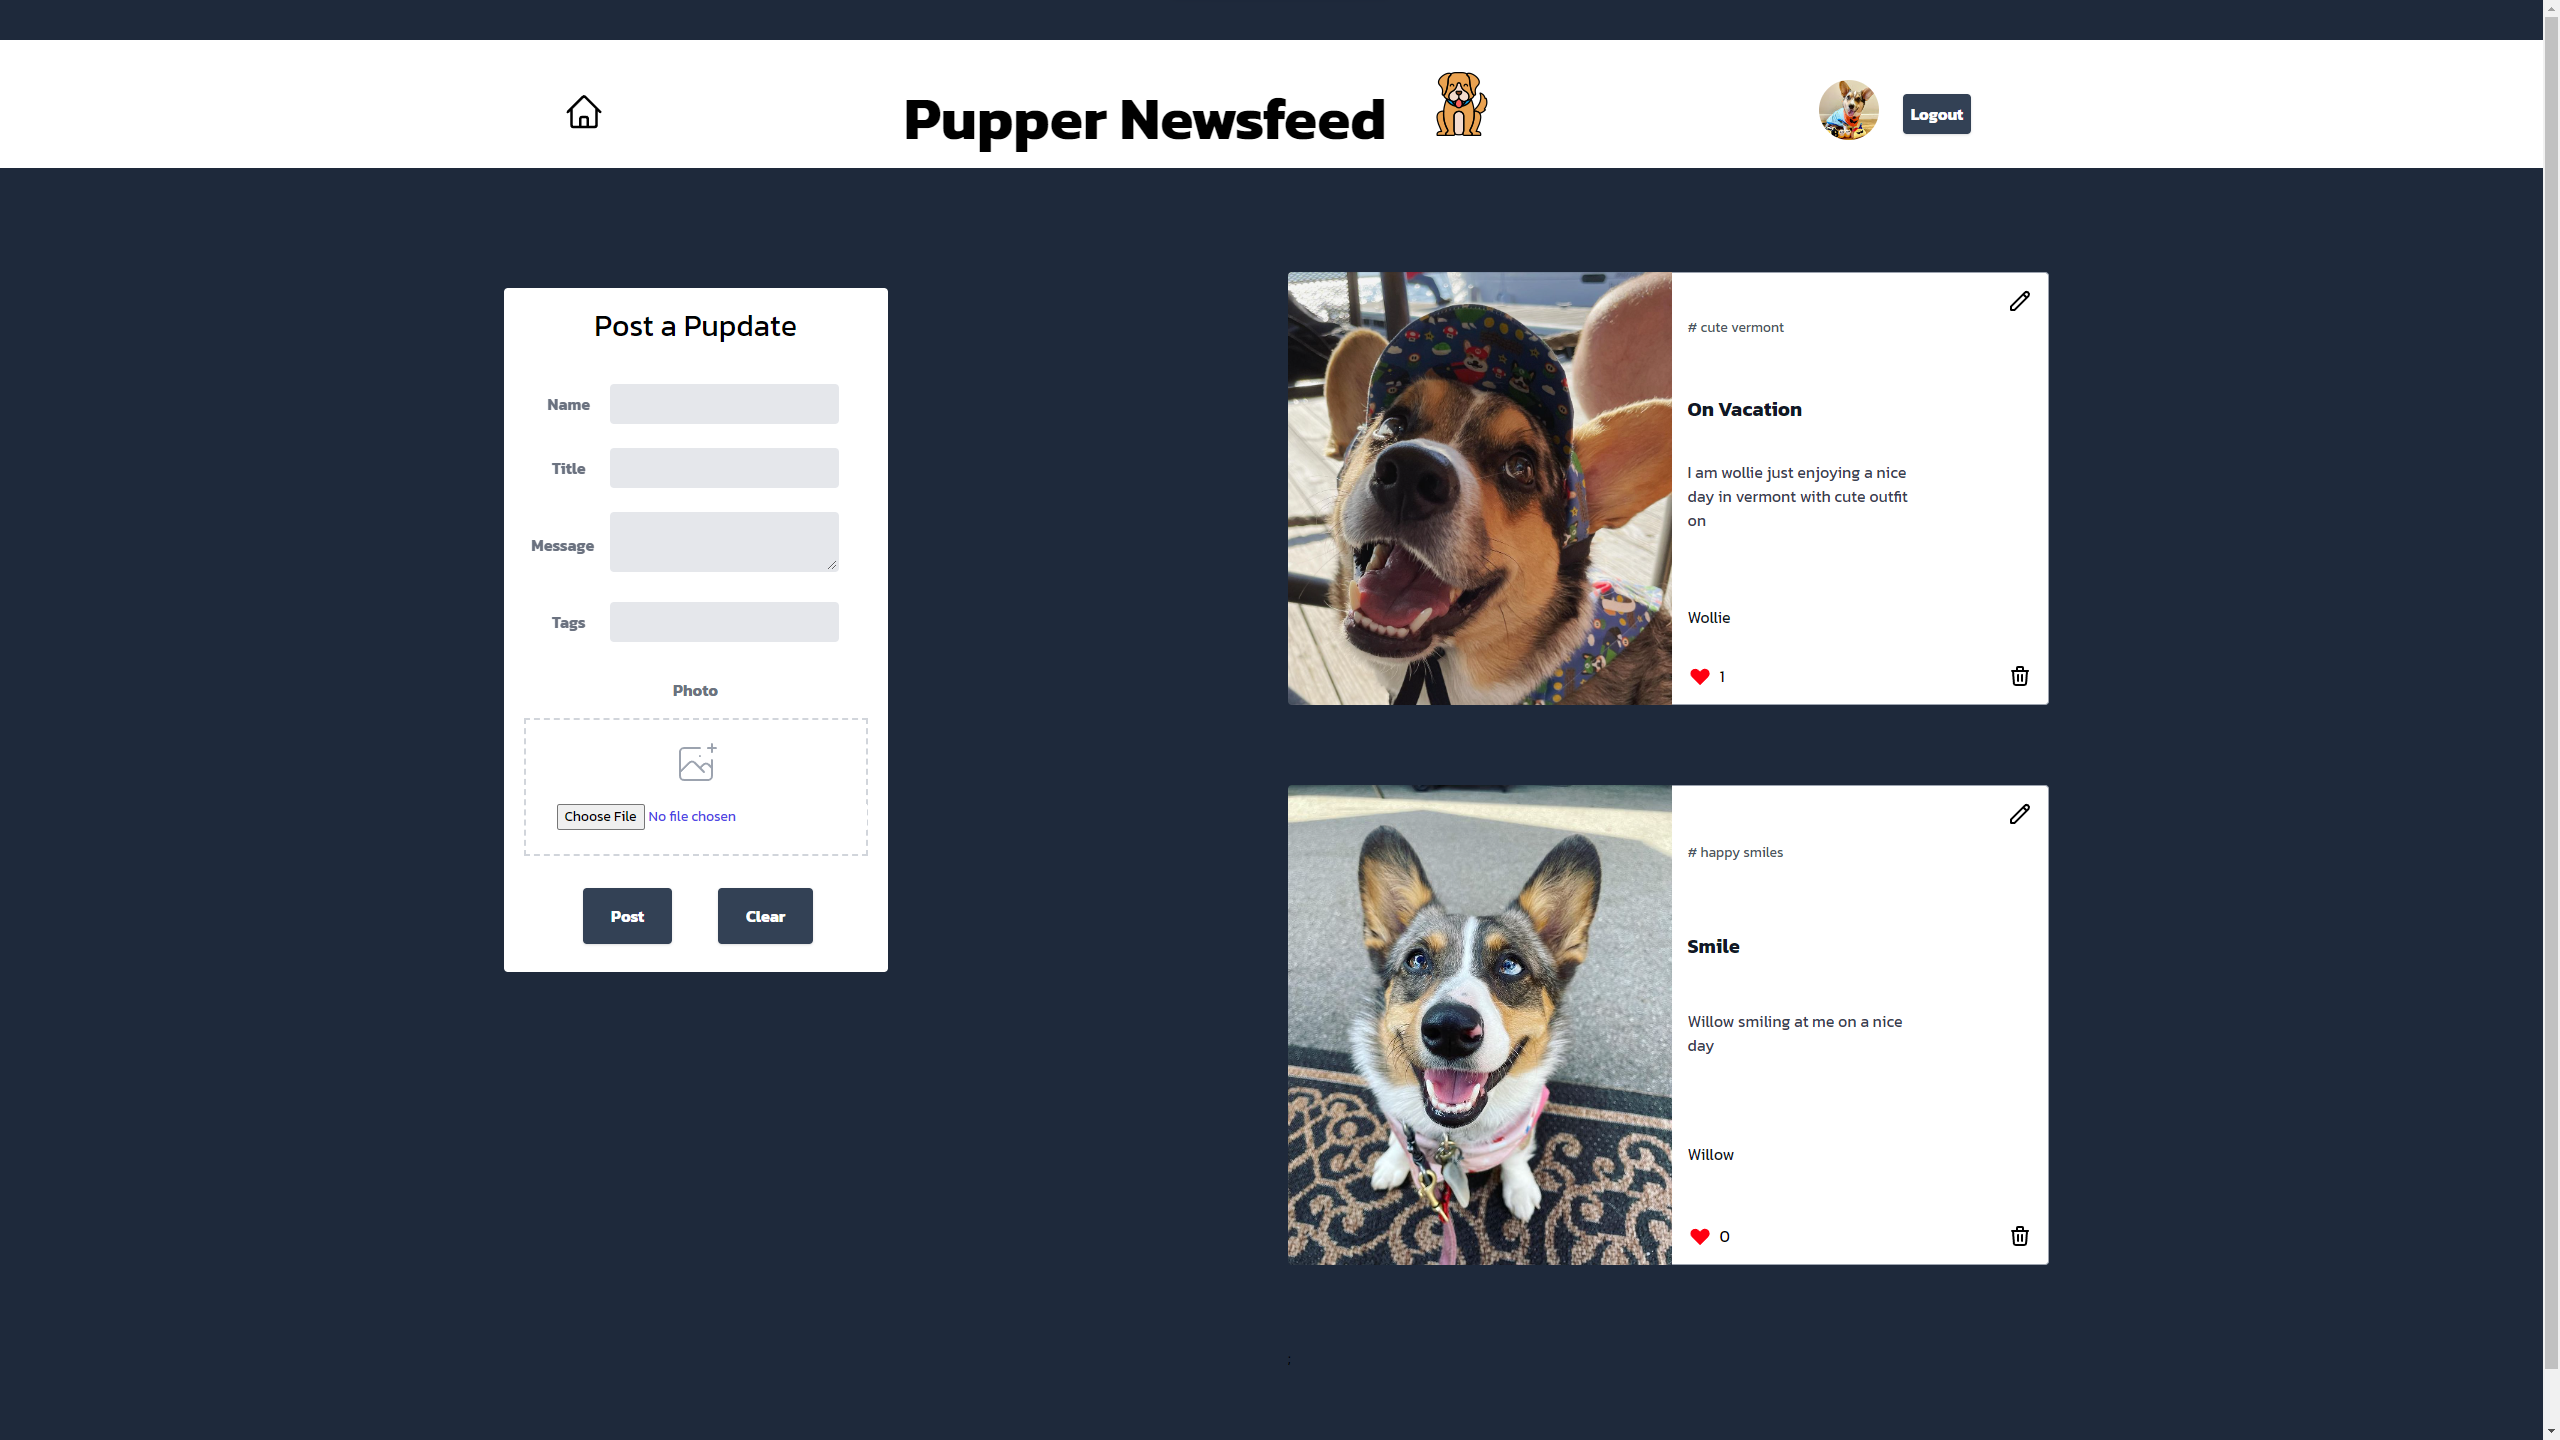 Pupper Newsfeed
Logout
Post a Pupdate
Name
Title
Message
Tags
Photo
Choose File No file chosen
Post
Clear
# cute vermont
On Vacation
I am wollie just enjoying a nice
day in vermont with cute outfit
on
Wollie
1
# happy smiles
Smile
Willow smiling at me on a nice
day
Willow
0
;